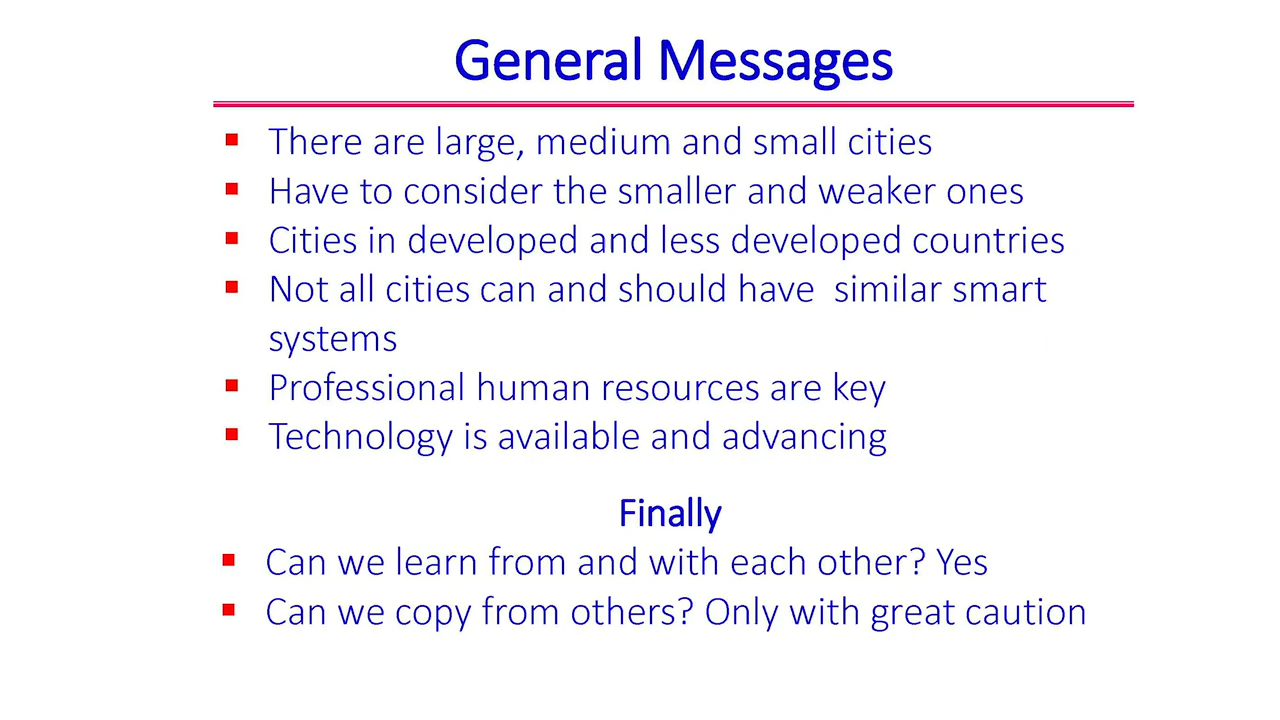 General Messages
▪ There are large, medium and small cities
▪ Have to consider the smaller and weaker ones
▪ Cities in developed and less developed countries
▪ Not all cities can and should have  similar smart
systems
▪ Professional human resources are key
▪ Technology is available and advancing
Finally
▪ Can we learn from and with each other? Yes
▪ Can we copy from others? Only with great caution